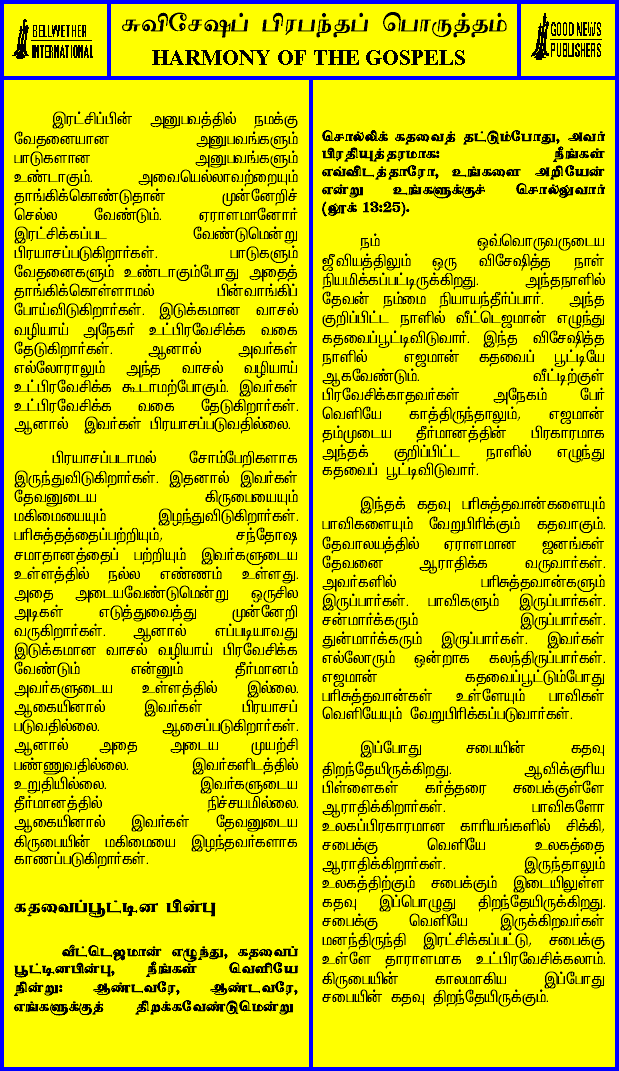 BELLWETHER
INTERNATIONAL
சுவிசேஷப் பிரபந்தப் பொருத்தம்
HARMONY OF THE GOSPELS
GOOD NEWS
PUBLISHERS
இரட்சிப்பின் அனுபவத்தில் நமக்கு
வேதனையான அனுபவங்களும்
பாடுகளான அனுபவங்களும்
உண்டாகும். அவையெல்லாவற்றையும்
தாங்கிக்கொண்டுதான் முன்னேறிச்
செல்ல வேண்டும். ஏராளமானோர்
இரட்சிக்கப்பட வேண்டுமென்று
பிரயாசப்படுகிறார்கள். பாடுகளும்
வேதனைகளும் உண்டாகும்போது அதைத்
தாங்கிக்கொள்ளாமல் பின்வாங்கிப்
போய்விடுகிறார்கள். இடுக்கமான வாசல்
வழியாய் அநேகர் உட்பிரவேசிக்க வகை
தேடுகிறார்கள். ஆனால் அவர்கள்
எல்லோராலும் அந்த வாசல் வழியாய்
உட்பிரவேசிக்க கூடாமற்போகும். இவர்கள்
உட்பிரவேசிக்க வகை தேடுகிறார்கள்.
ஆனால் இவர்கள் பிரயாசப்படுவதில்லை.
பிரயாசப்படாமல் சோம்பேறிகளாக
இருந்துவிடுகிறார்கள். இதனால் இவர்கள்
தேவனுடைய கிருபையையும்
மகிமையையும் இழந்துவிடுகிறார்கள்.
பரிசுத்தத்தைப்பற்றியும், சந்தோஷ
சமாதானத்தைப் பற்றியும் இவர்களுடைய
உள்ளத்தில் நல்ல எண்ணம் உள்ளது.
அதை அடையவேண்டுமென்று ஒருசில
அடிகள் எடுத்துவைத்து முன்னேறி
வருகிறார்கள். ஆனால் எப்படியாவது
இடுக்கமான வாசல் வழியாய் பிரவேசிக்க
வேண்டும் என்னும் தீர்மானம்
அவர்களுடைய உள்ளத்தில் இல்லை.
ஆகையினால் இவர்கள் பிரயாசப்
படுவதில்லை. ஆசைப்படுகிறார்கள்.
ஆனால் அதை அடைய முயற்சி
பண்ணுவதில்லை. இவர்களிடத்தில்
உறுதியில்லை. இவர்களுடைய
தீர்மானத்தில் நிச்சயமில்லை.
ஆகையினால் இவர்கள் தேவனுடைய
கிருபையின் மகிமையை இழந்தவர்களாக
காணப்படுகிறார்கள்.
கதவைப்பூட்டின பின்பு
வீட்டெஜமான் எழுந்து, கதவைப்
பூட்டினபின்பு, நீங்கள் வெளியே
நின்று: ஆண்டவரே, ஆண்டவரே,
எங்களுக்குத் திறக்கவேண்டுமென்று
சொல்லிக் கதவைத் தட்டும்போது, அவர்
பிரதியுத்தரமாக: நீங்கள்
எவ்விடத்தாரோ, உங்களை அறியேன்
என்று உங்களுக்குச் சொல்லுவார்
(லூக் 13:25).
நம் ஒவ்வொருவருடைய
ஜீவியத்திலும் ஒரு விசேஷித்த நாள்
நியமிக்கப்பட்டிருக்கிறது. அந்தநாளில்
தேவன் நம்மை நியாயந்தீர்ப்பார். அந்த
குறிப்பிட்ட நாளில் வீட்டெஜமான் எழுந்து
கதவைப்பூட்டிவிடுவார். இந்த விசேஷித்த
நாளில் எஜமான் கதவைப் பூட்டியே
ஆகவேண்டும். வீட்டிற்குள்
பிரவேசிக்காதவர்கள் அநேகம் பேர்
வெளியே காத்திருந்தாலும், எஜமான்
தம்முடைய தீர்மானத்தின் பிரகாரமாக
அந்தக் குறிப்பிட்ட நாளில் எழுந்து
கதவைப் பூட்டிவிடுவார்.
இந்தக் கதவு பரிசுத்தவான்களையும்
பாவிகளையும் வேறுபிரிக்கும் கதவாகும்.
தேவாலயத்தில் ஏராளமான ஜனங்கள்
தேவனை ஆராதிக்க வருவார்கள்.
அவர்களில் பரிசுத்தவான்களும்
இருப்பார்கள். பாவிகளும் இருப்பார்கள்.
சன்மார்க்கரும் இருப்பார்கள்.
துன்மார்க்கரும் இருப்பார்கள். இவர்கள்
எல்லோரும் ஒன்றாக கலந்திருப்பார்கள்.
எஜமான் கதவைப்பூட்டும்போது
பரிசுத்தவான்கள் உள்ளேயும் பாவிகள்
வெளியேயும் வேறுபிரிக்கப்படுவார்கள்.
இப்போது சபையின் கதவு
திறந்தேயிருக்கிறது. ஆவிக்குரிய
பிள்ளைகள் கர்த்தரை சபைக்குள்ளே
ஆராதிக்கிறார்கள். பாவிகளோ
உலகப்பிரகாரமான காரியங்களில் சிக்கி,
சபைக்கு வெளியே உலகத்தை
ஆராதிக்கிறார்கள். இருந்தாலும்
உலகத்திற்கும் சபைக்கும் இடையிலுள்ள
கதவு இப்பொழுது திறந்தேயிருக்கிறது.
சபைக்கு வெளியே இருக்கிறவர்கள்
மனந்திருந்தி இரட்சிக்கப்பட்டு, சபைக்கு
உள்ளே தாராளமாக உட்பிரவேசிக்கலாம்.
கிருபையின் காலமாகிய இப்போது
சபையின் கதவு திறந்தேயிருக்கும்.